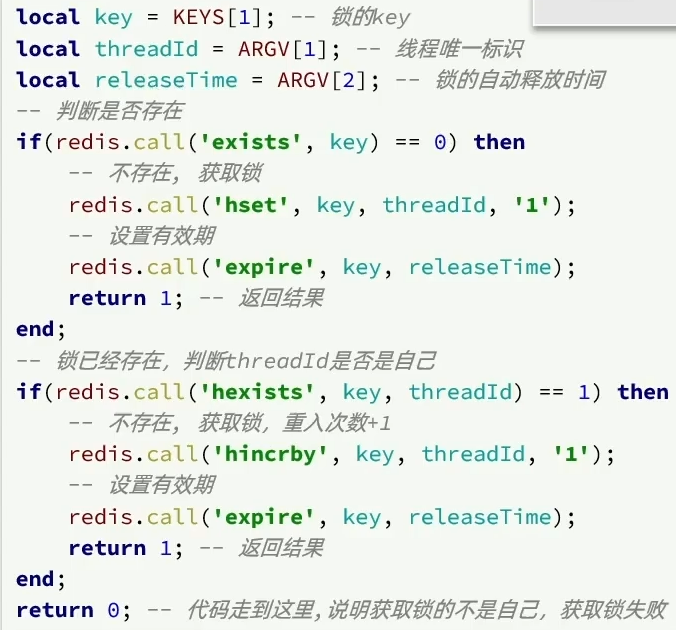 local key = KEYS[1]; -- 锁的key
local threadId = ARGV[1]; -- 线程唯一标识
local releaseTime = ARGV[2]; -- 锁的自动释放时间
-- 判断是否存在
if(redis.call('exists', key) == 0) then
    -- 不存在, 获取锁
    redis.call('hset', key, threadId, '1');
    -- 设置有效期
    redis.call('expire', key, releaseTime);
    return 1; -- 返回结果
end;
-- 锁已经存在，判断threadId是否是自己
if(redis.call('hexists', key, threadId) == 1) then
    -- 不存在, 获取锁，重入次数+1
    redis.call('hincrby', key, threadId, '1');
    -- 设置有效期
    redis.call('expire', key, releaseTime);
    return 1; -- 返回结果
end;
return 0; -- 代码走到这里,说明获取锁的不是自己，获取锁失败